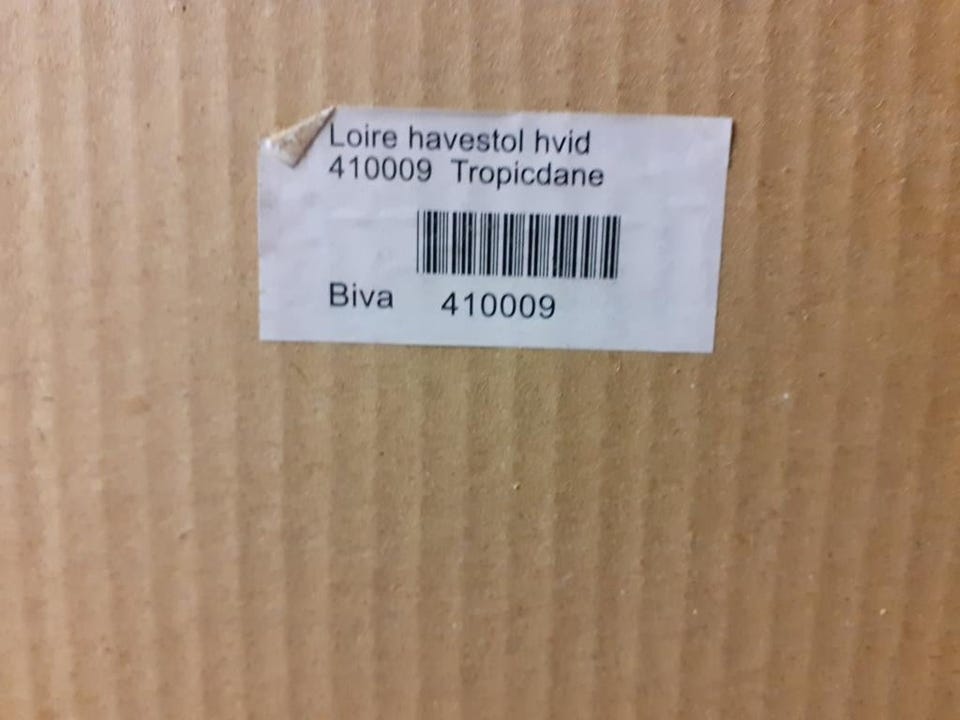 Loire havestol hvid
410009 Tropicdane
Biva 410009